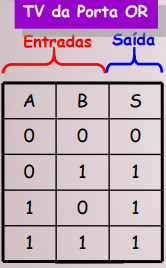 TV da Porta OR
Entradas Saída
A B S
0 0 0
0 1 1
1 0 1
1 1 1